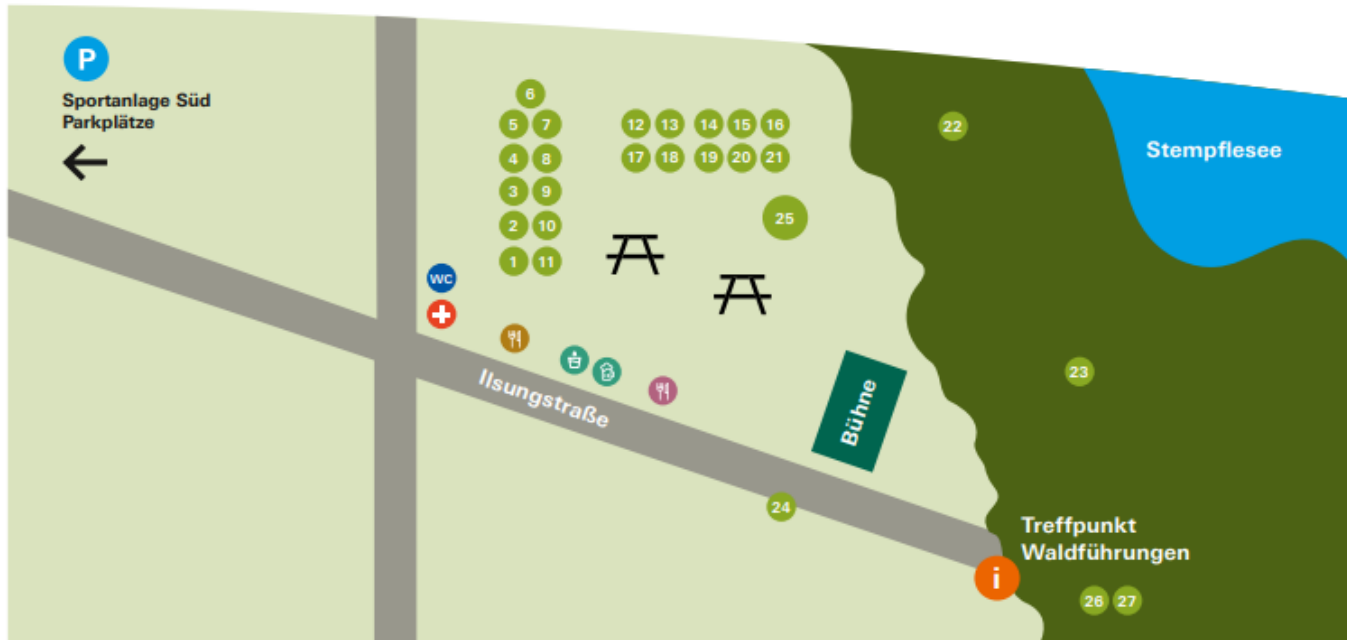 P
Sportanlage Süd
Parkplätze
6
5 7
4 8
3 9
2 10
1 11
12 13 14 15 16
17 18 19 20 21
25
22
Stempflesee
WC
Ilsungstraße
Bühne
23
24
Treffpunkt
Waldführungen
i
26 27